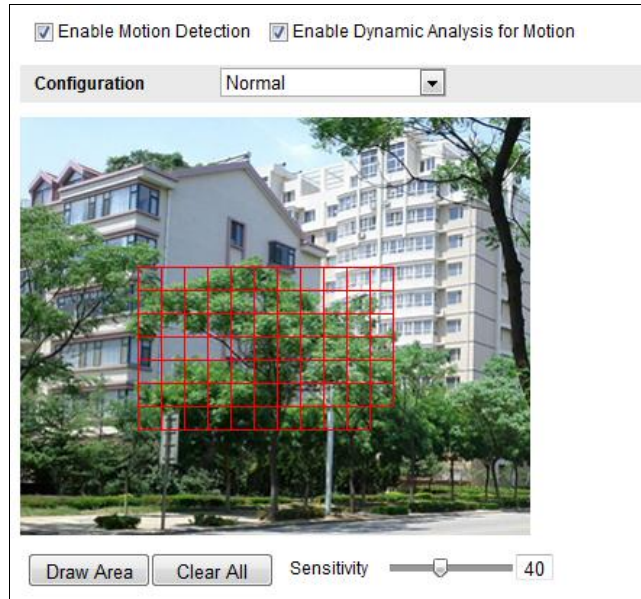 Enable Motion Detection Enable Dynamic Analysis for Motion
Configuration Normal
Draw Area Clear All Sensitivity 40